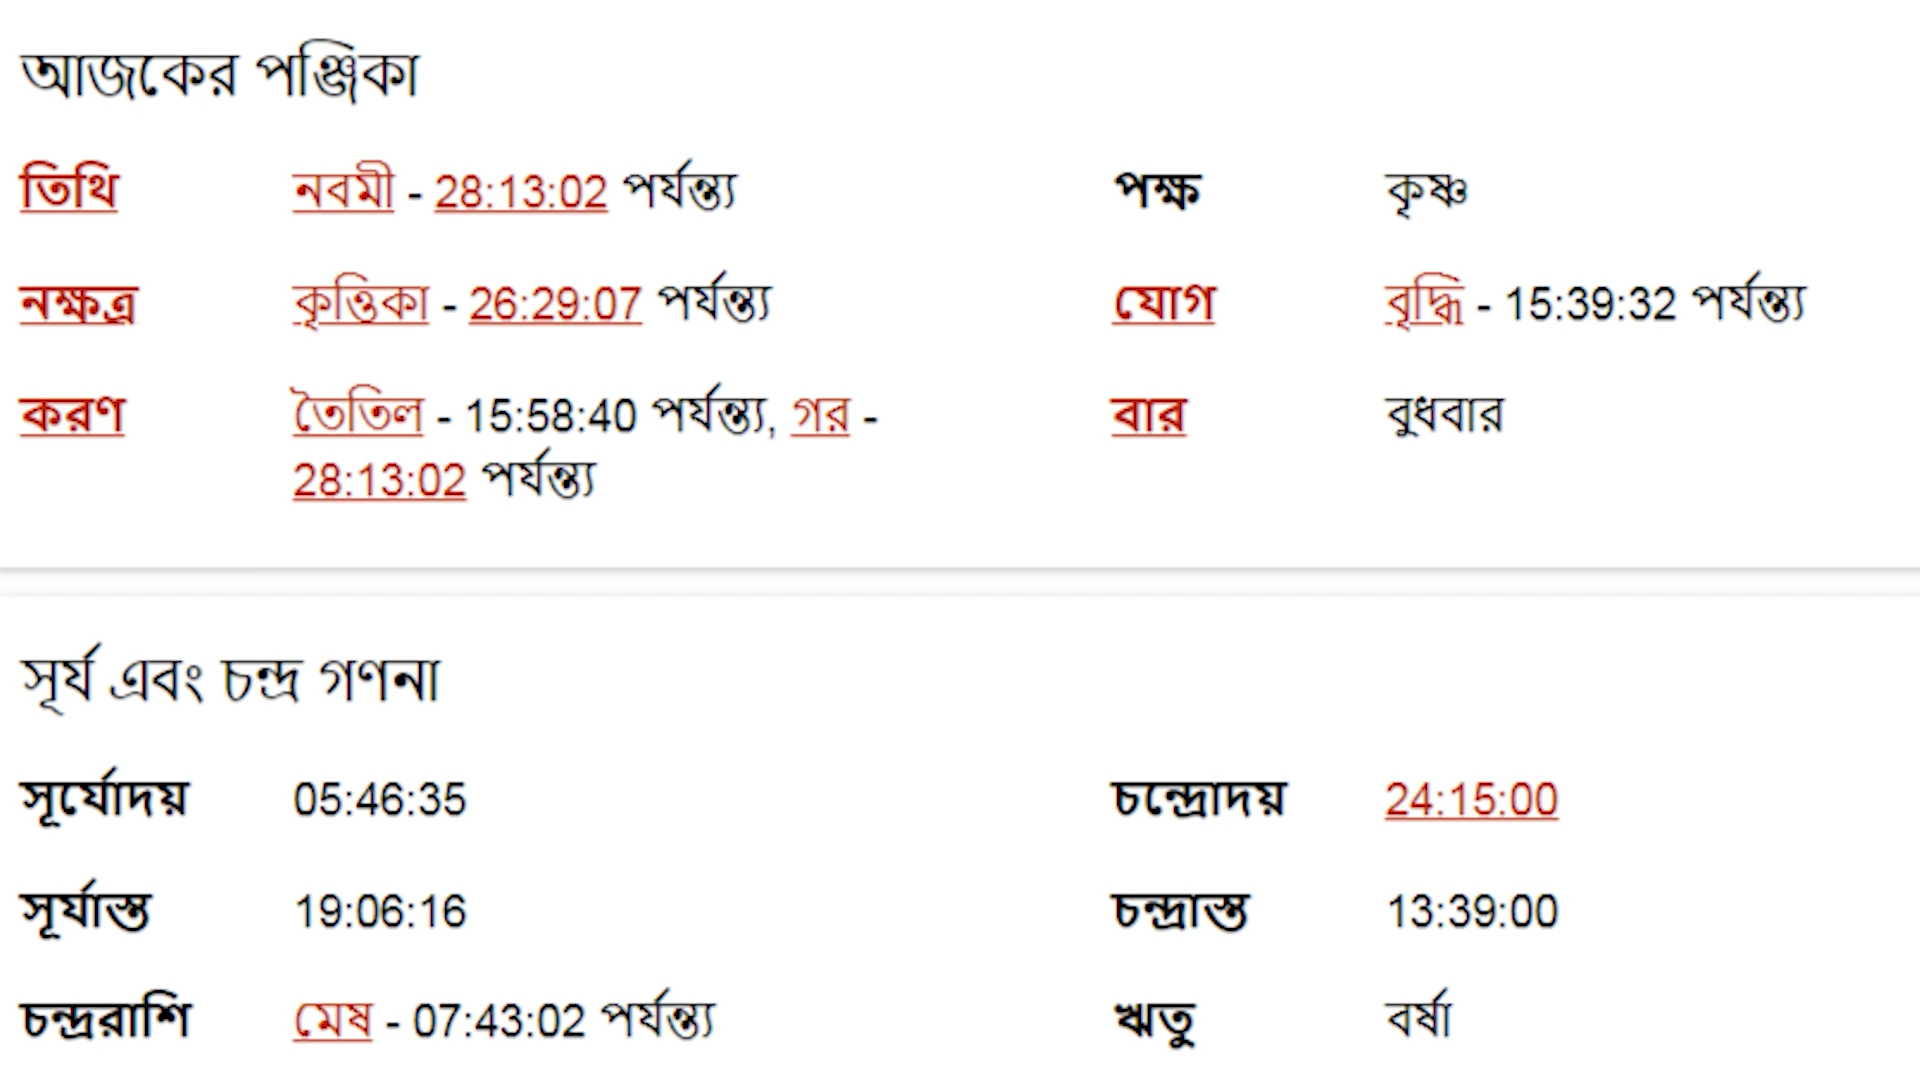 আজকের পঞ্জিকা
তিথি নবমী - 28:13:02 পর্যন্ত্য পক্ষ কৃষ্ণ
নক্ষত্র কৃত্তিকা - 26:29:07 পর্যন্ত্য যোগ বৃদ্ধি - 15:39:32 পর্যন্ত্য
করণ তৈতিল - 15:58:40 পর্যন্ত্য, গর - বার বুধবার
28:13:02 পর্যন্ত্য
সূর্য এবং চন্দ্র গণনা
সূর্যোদয় 05:46:35 চন্দ্রোদয় 24:15:00
সূর্যাস্ত 19:06:16 চন্দ্রাস্ত 13:39:00
চন্দ্ররাশি মেষ - 07:43:02 পর্যন্ত্য ঋতু বর্ষা